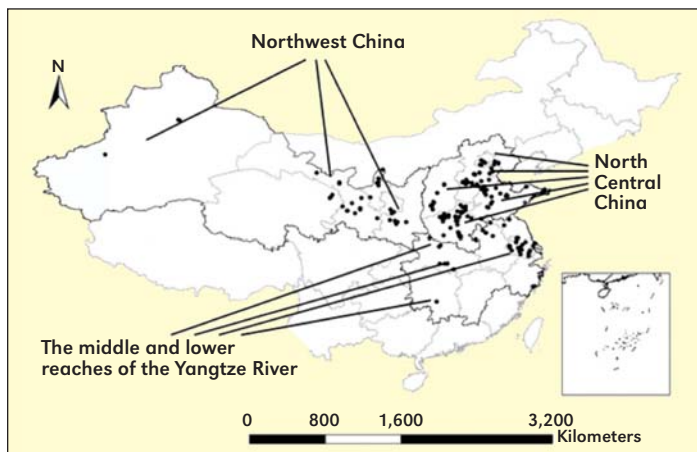 Northwest China
N
North
Central
China
The middle and lower
reaches of the Yangtze River
0 800 1,600 3,200
Kilometers